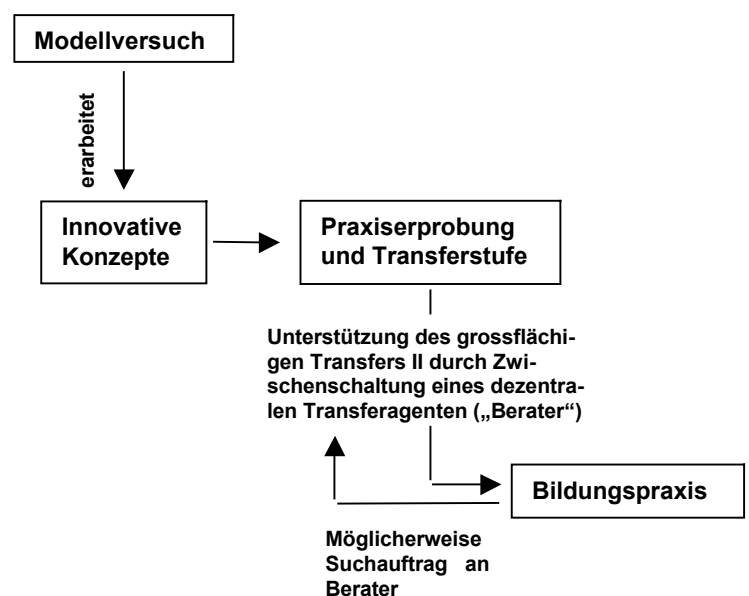 Modellversuch
erarbeitet
Innovative
Konzepte
Praxiserprobung
und Transferstufe
Unterstützung des grossflächi-
gen Transfers II durch Zwi-
schenschaltung eines dezentra-
len Transferagenten („Berater“)
Bildungspraxis
Möglicherweise
Suchauftrag an
Berater